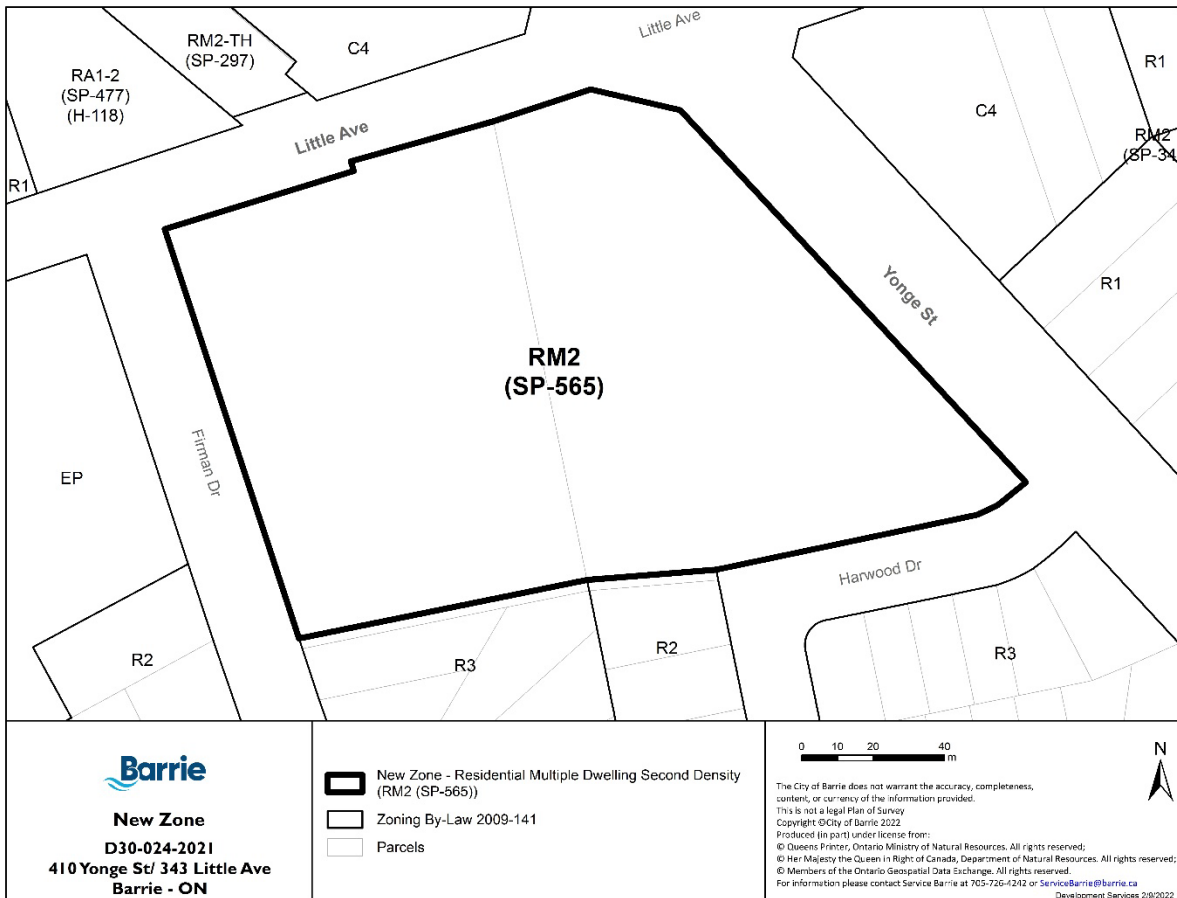 Little Ave
RM2-TH
(SP-297)
C4
RA1-2
(SP-477)
(H-118)
R1
C4
RM2
(SP-34
Little Ave
R1
R1
Yonge St
RM2
(SP-565)
Firman Dr
EP
Harwood Dr
R2
R3
R2
R3
Barrie
New Zone
D30-024-2021
410 Yonge St/ 343 Little Ave
Barrie - ON
New Zone - Residential Multiple Dwelling Second Density
(RM2 (SP-565))
Zoning By-Law 2009-141
Parcels
0 10 20 40
m
N
The City of Barrie does not warrant the accuracy, completeness,
content, or currency of the information provided.
This is not a legal Plan of Survey
Copyright ©City of Barrie 2022
Produced (in part) under license from:
© Queens Printer, Ontario Ministry of Natural Resources. All rights reserved;
© Her Majesty the Queen in Right of Canada, Department of Natural Resources. All rights reserved;
© Members of the Ontario Geospatial Data Exchange. All rights reserved.
For information please contact Service Barrie at 705-726-4242 or ServiceBarrie@barrie.ca
Development Services 2/9/2022